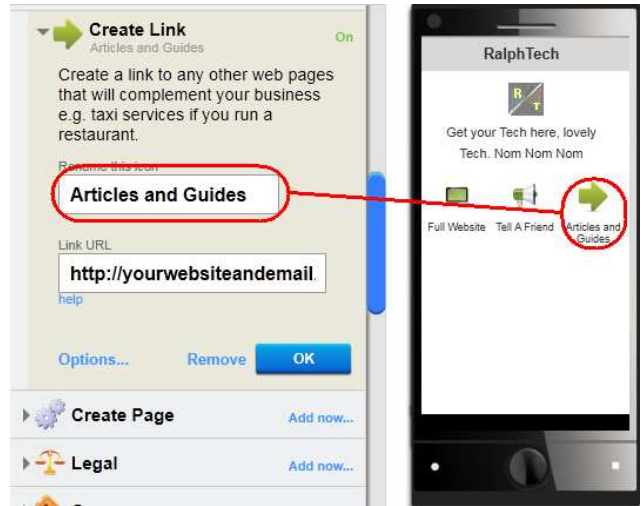 Create Link
On
Articles and Guides
Create a link to any other web pages
that will complement your business
e.g. taxi services if you run a
restaurant.
Rename this icon
Articles and Guides
Link URL
http://yourwebsiteandemail.
help
Options...
Remove
OK
Create Page
Add now...
Legal
Add now...
RalphTech
R/T
Get your Tech here, lovely
Tech. Nom Nom Nom
Full Website
Tell A Friend
Articles and
Guides